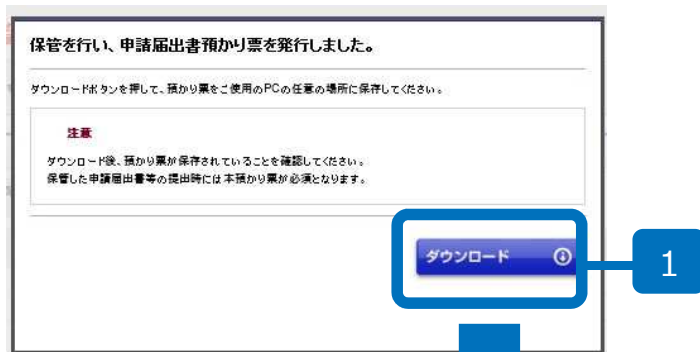 保管を行い、申請届出書預かり票を発行しました。
ダウンロードボタンを押して、預かり票をご使用のPCの任意の場所に保存してください。
注意
ダウンロード後、預かり票が保存されていることを確認してください。
保管した申請届出書等の提出時には本預かり票が必須となります。
ダウンロード
1